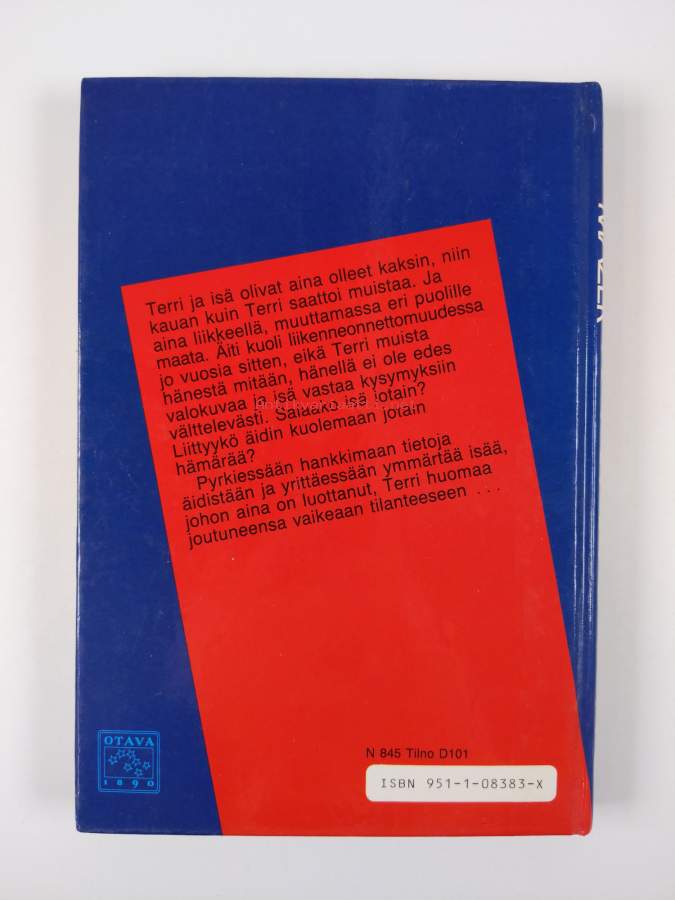 Terri ja isä olivat aina olleet kaksin, niin
kauan kuin Terri saattoi muistaa. Ja
aina liikkeellä, muuttamassa eri puolille
maata. Äiti kuoli liikenneonnettomuudessa
jo vuosia sitten, eikä Terri muista
hänestä mitään, hänellä ei ole edes
valokuvaa ja isä vastaa kysymyksiin
välttelevästi. Salaako isä jotain?
Liittyykö äidin kuolemaan jotain
hämärää?
Pyrkiessään hankkimaan tietoja
äidistään ja yrittäessään ymmärtää isää,
johon aina on luottanut, Terri huomaa
joutuneensa vaikeaan tilanteeseen . . .
OTAVA
1890
N 845 Tilno D101
ISBN 951-1-08383-X